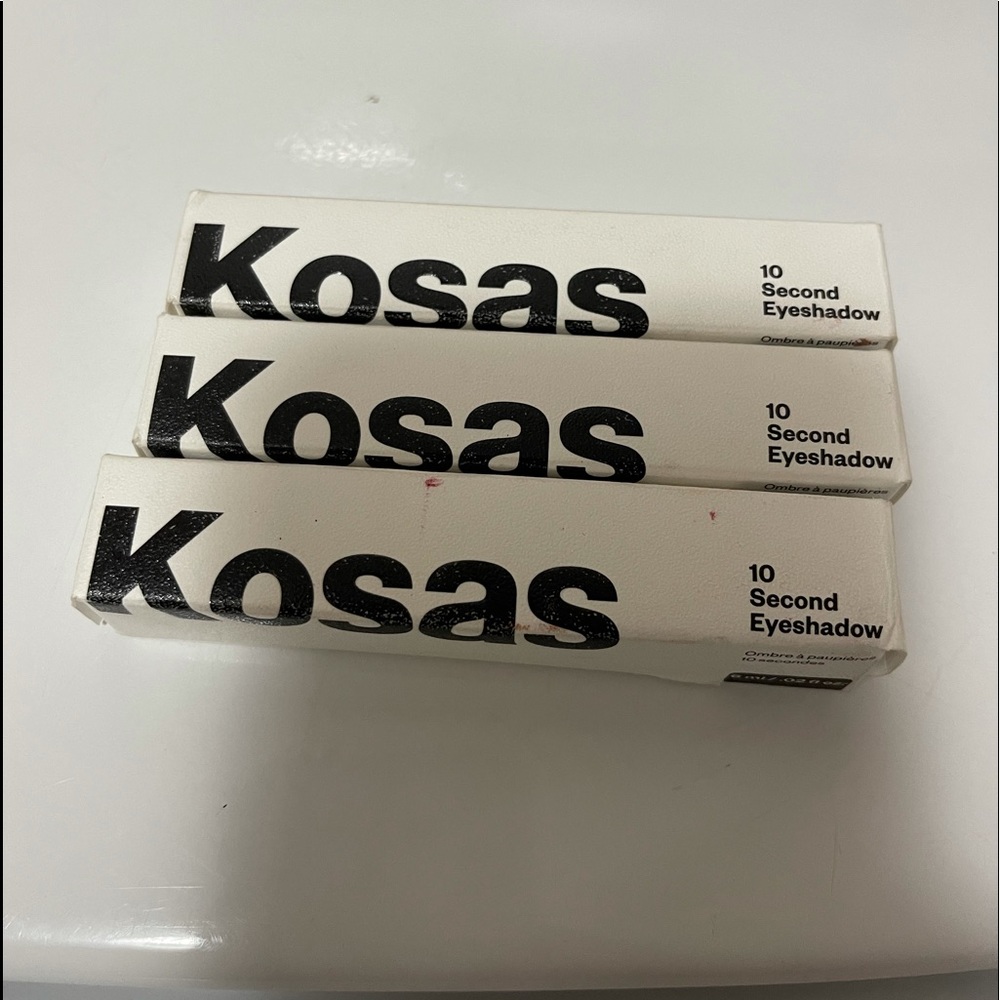 Kosas
10
Second
Eyeshadow
Ombre à paupières
Kosas
10
Second
Eyeshadow
Ombre à paupières
Kosas
10
Second
Eyeshadow
Ombre à paupières
10 secondes